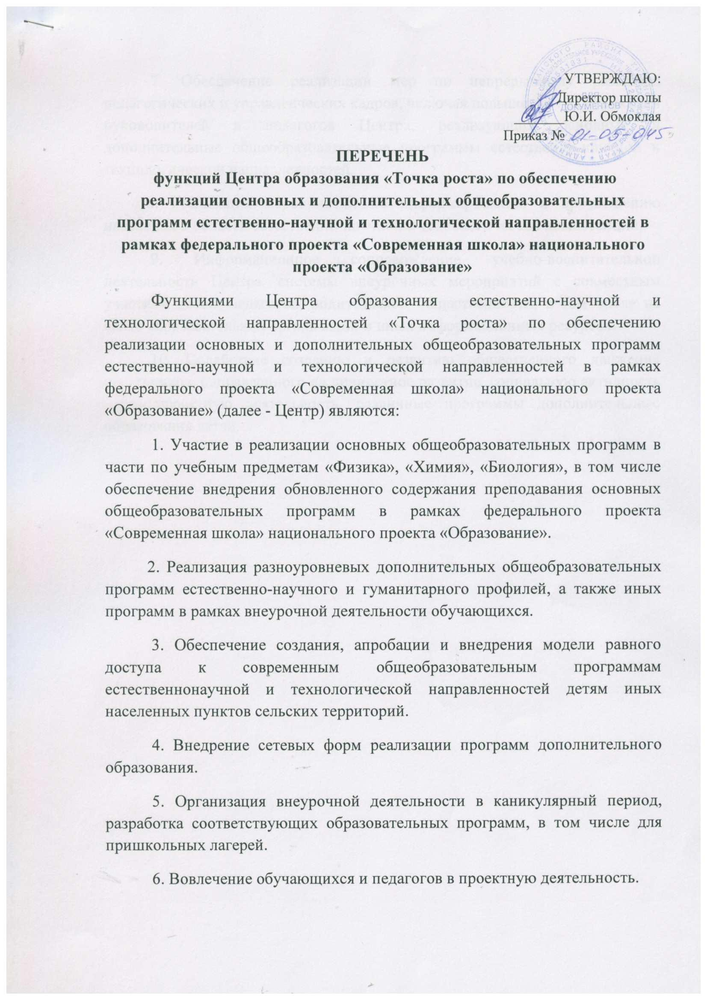 УТВЕРЖДАЮ:
Директор школы
Ю.И. Обмоклая
Приказ № 01-05-045
ДЛЯ
ДОКУМЕНТОВ
ПЕРЕЧЕНЬ
функций Центра образования «Точка роста» по обеспечению
реализации основных и дополнительных общеобразовательных
программ естественно-научной и технологической направленностей в
рамках федерального проекта «Современная школа» национального
проекта «Образование»
Функциями Центра образования естественно-научной и
технологической направленностей «Точка роста» по обеспечению
реализации основных и дополнительных общеобразовательных программ
естественно-научной и технологической направленностей в рамках
федерального проекта «Современная школа» национального проекта
«Образование» (далее - Центр) являются:
1. Участие в реализации основных общеобразовательных программ в
части по учебным предметам «Физика», «Химия», «Биология», в том числе
обеспечение внедрения обновленного содержания преподавания основных
общеобразовательных программ в рамках федерального проекта
«Современная школа» национального проекта «Образование».
2. Реализация разноуровневых дополнительных общеобразовательных
программ естественно-научного и гуманитарного профилей, а также иных
программ в рамках внеурочной деятельности обучающихся.
3. Обеспечение создания, апробации и внедрения модели равного
доступа к современным общеобразовательным программам
естественнонаучной и технологической направленностей детям иных
населенных пунктов сельских территорий.
4. Внедрение сетевых форм реализации программ дополнительного
образования.
5. Организация внеурочной деятельности в каникулярный период,
разработка соответствующих образовательных программ, в том числе для
пришкольных лагерей.
6. Вовлечение обучающихся и педагогов в проектную деятельность.